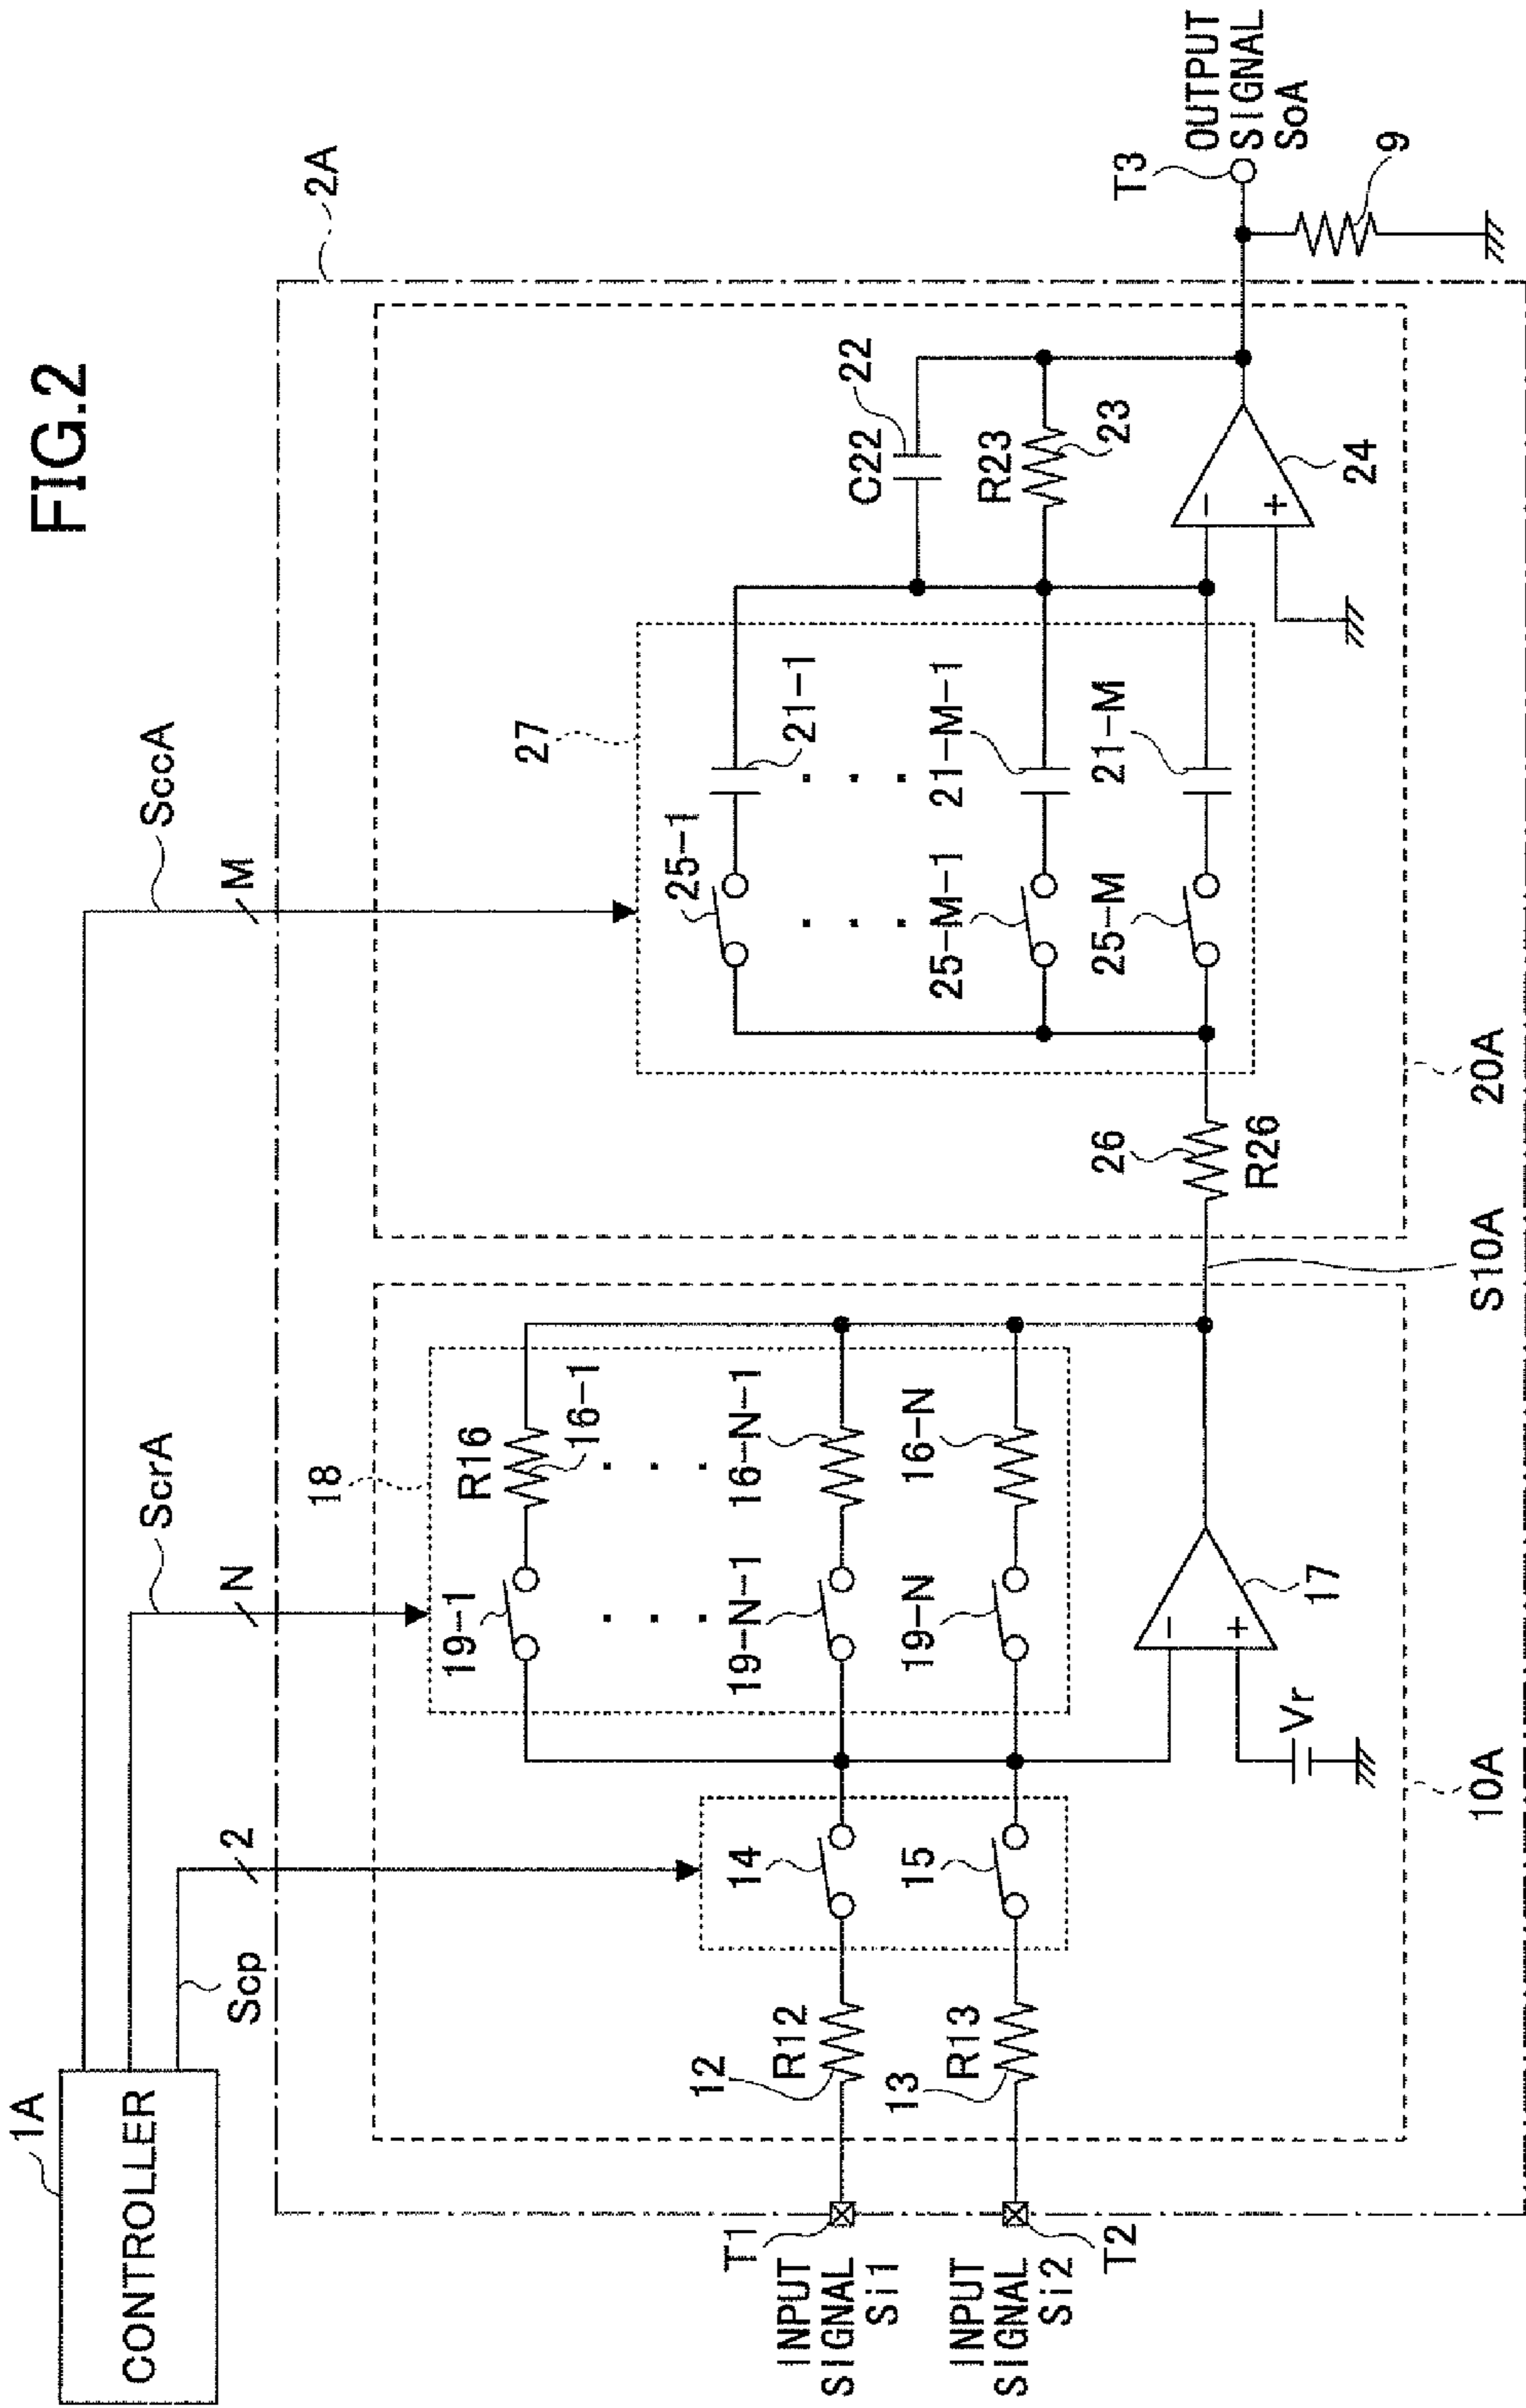 FIG.2
1A
CONTROLLER
Scp
ScrA
SccA
2
N
M
2A
18
27
R16
16-1
19-1
16-N-1
19-N-1
16-N
19-N
14
15
12
R12
13
R13
T1
INPUT
SIGNAL
Si1
INPUT
SIGNAL
Si2
T2
-
+
17
Vr
10A
S10A
26
R26
20A
25-1
21-1
25-M-1
21-M-1
25-M
21-M
C22
22
R23
23
-
+
24
T3
OUTPUT
SIGNAL
SoA
9